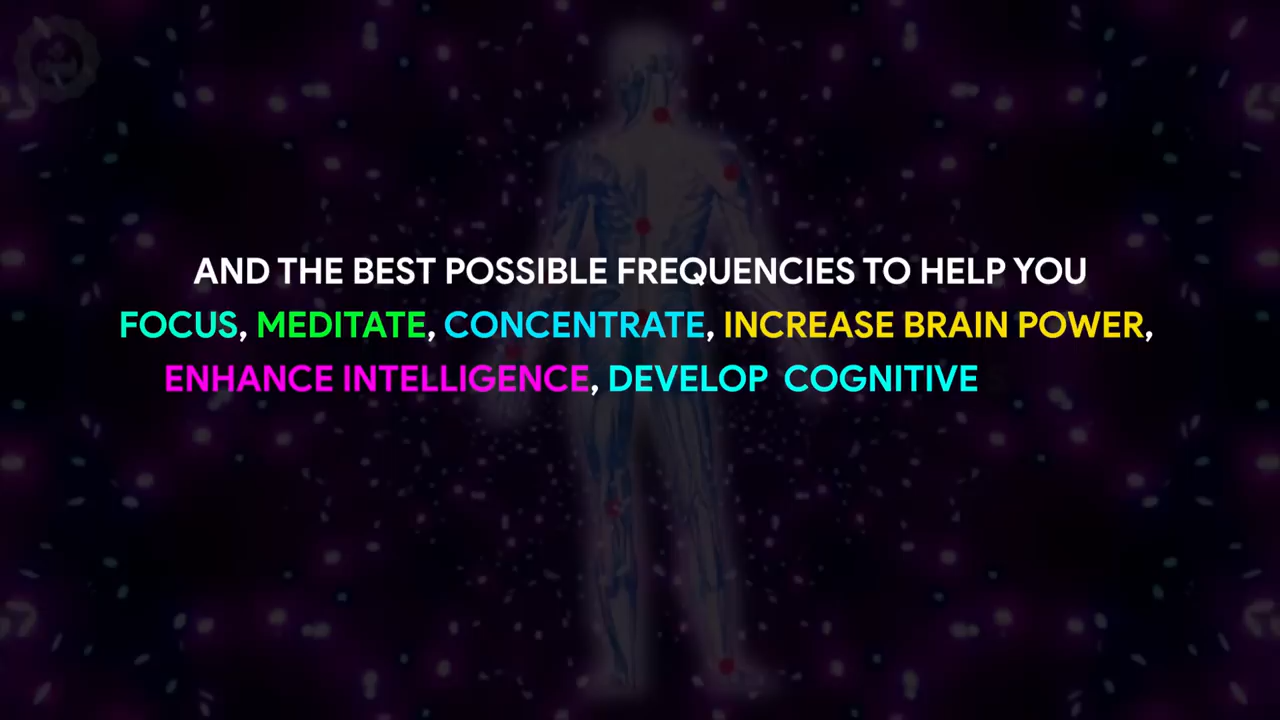 AND THE BEST POSSIBLE FREQUENCIES TO HELP YOU
FOCUS, MEDITATE, CONCENTRATE, INCREASE BRAIN POWER,
ENHANCE INTELLIGENCE, DEVELOP COGNITIVE